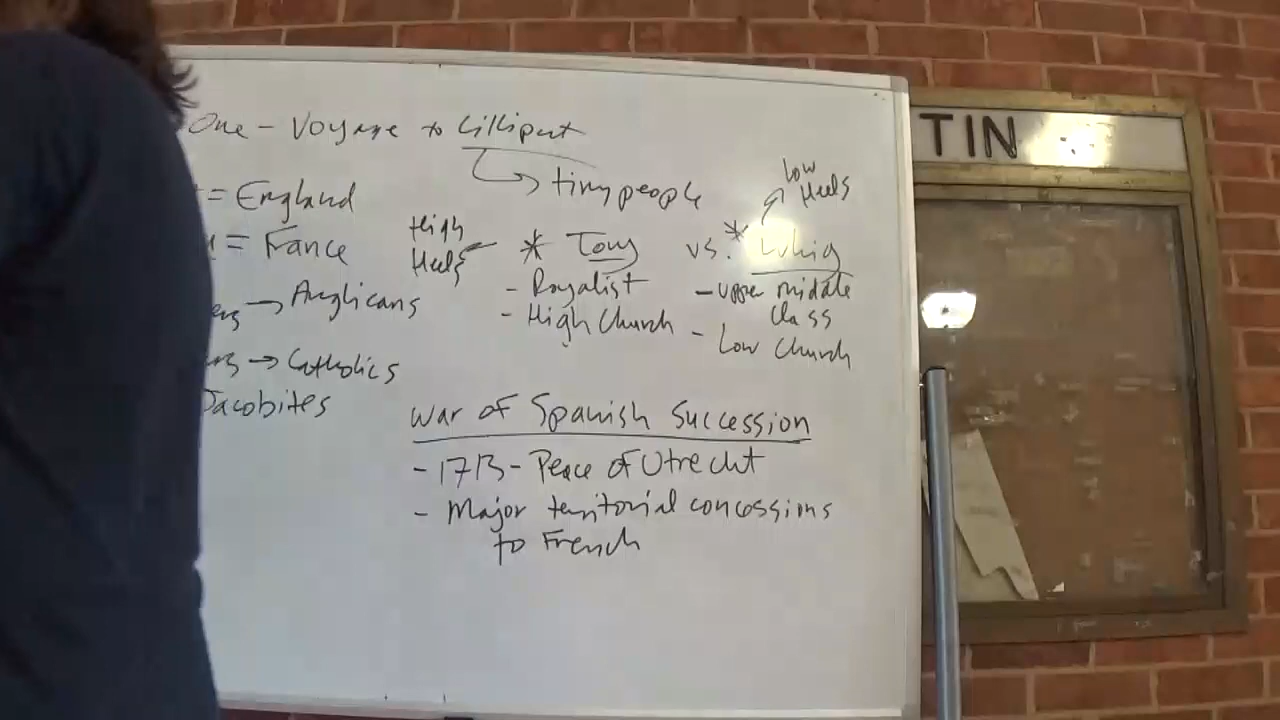 One - Voyage to Lilliput
tiny people
= England
= France
→ Anglicans
→ Catholics
Jacobites
High
Heels
* Tory
- Royalist
- High Church
vs.
Low
Heels
* Whig
- upper middle
class
- Low Church
War of Spanish Succession
- 1713 - Peace of Utrecht
- Major territorial concessions
to French
TIN